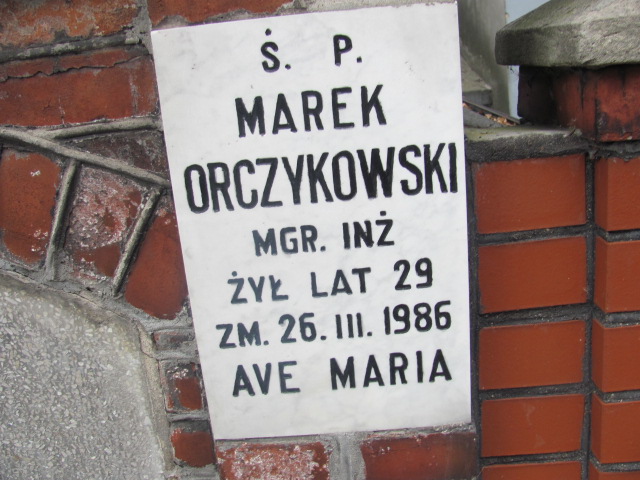 Ś. P.
MAREK
ORCZYKOWSKI
MGR. INŻ
ŻYŁ LAT 29
ZM. 26. III. 1986
AVE MARIA